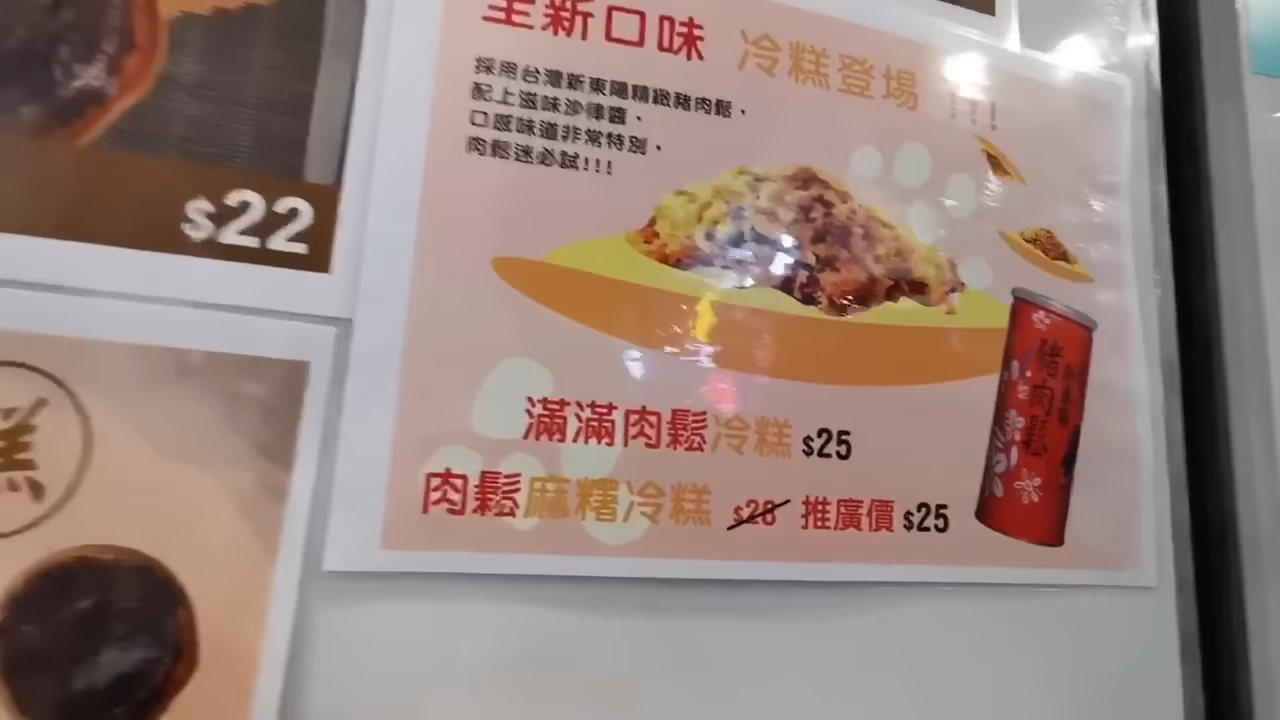 全新口味 冷糕登場!!!
採用台灣新東陽精緻豬肉鬆，
配上滋味沙律醬，
口感味道非常特別，
肉鬆迷必試!!!
$22
滿滿肉鬆冷糕 $25
肉鬆麻糬冷糕 $28 推廣價 $25
豬肉鬆
糕